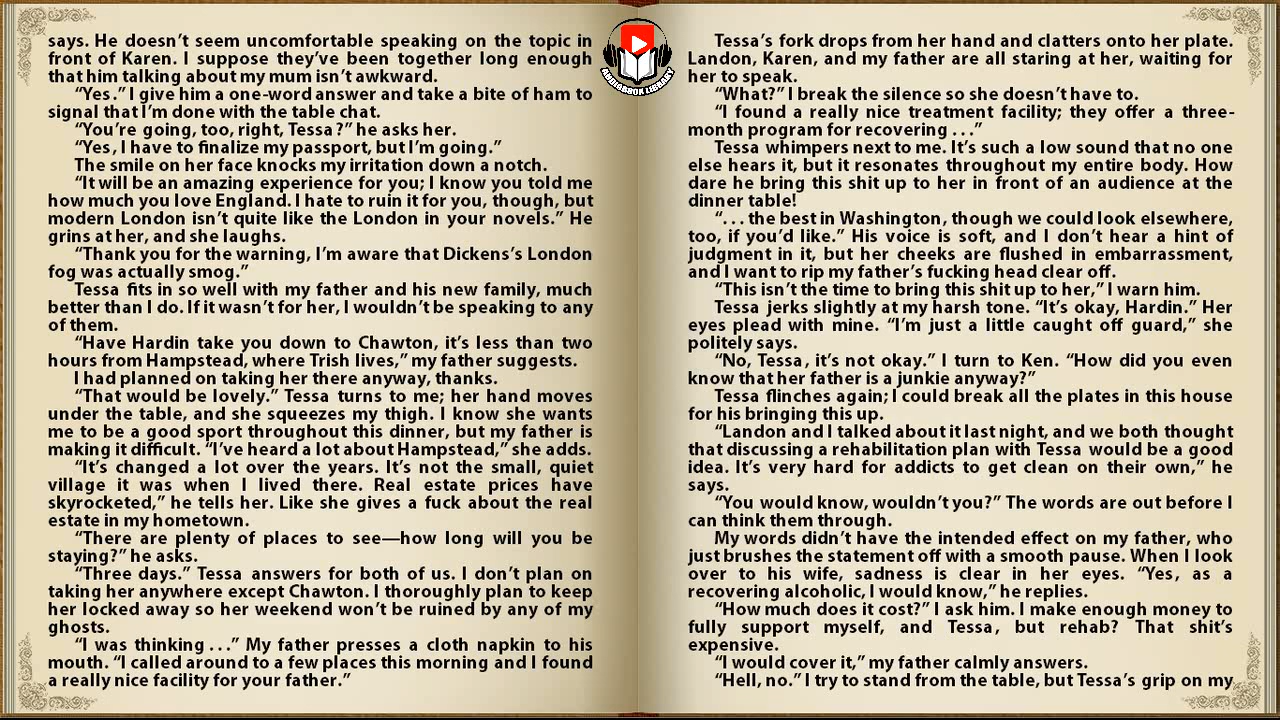 says. He doesn’t seem uncomfortable speaking on the topic in
front of Karen. I suppose they’ve been together long enough
that him talking about my mum isn’t awkward.
“Yes.” I give him a one-word answer and take a bite of ham to
signal that I’m done with the table chat.
“You’re going, too, right, Tessa?” he asks her.
“Yes, I have to finalize my passport, but I’m going.”
The smile on her face knocks my irritation down a notch.
“It will be an amazing experience for you; I know you told me
how much you love England. I hate to ruin it for you, though, but
modern London isn’t quite like the London in your novels.” He
grins at her, and she laughs.
“Thank you for the warning, I’m aware that Dickens’s London
fog was actually smog.”
Tessa fits in so well with my father and his new family, much
better than I do. If it wasn’t for her, I wouldn’t be speaking to any
of them.
“Have Hardin take you down to Chawton, it’s less than two
hours from Hampstead, where Trish lives,” my father suggests.
I had planned on taking her there anyway, thanks.
“That would be lovely.” Tessa turns to me; her hand moves
under the table, and she squeezes my thigh. I know she wants
me to be a good sport throughout this dinner, but my father is
making it difficult. “I’ve heard a lot about Hampstead,” she adds.
“It’s changed a lot over the years. It’s not the small, quiet
village it was when I lived there. Real estate prices have
skyrocketed,” he tells her. Like she gives a fuck about the real
estate in my hometown.
“There are plenty of places to see—how long will you be
staying?” he asks.
“Three days.” Tessa answers for both of us. I don’t plan on
taking her anywhere except Chawton. I thoroughly plan to keep
her locked away so her weekend won’t be ruined by any of my
ghosts.
“I was thinking . . .” My father presses a cloth napkin to his
mouth. “I called around to a few places this morning and I found
a really nice facility for your father.”
AUDIOBOOK LIBRARY
Tessa’s fork drops from her hand and clatters onto her plate.
Landon, Karen, and my father are all staring at her, waiting for
her to speak.
“What?” I break the silence so she doesn’t have to.
“I found a really nice treatment facility; they offer a three-
month program for recovering . . .”
Tessa whimpers next to me. It’s such a low sound that no one
else hears it, but it resonates throughout my entire body. How
dare he bring this shit up to her in front of an audience at the
dinner table!
“. . . the best in Washington, though we could look elsewhere,
too, if you’d like.” His voice is soft, and I don’t hear a hint of
judgment in it, but her cheeks are flushed in embarrassment,
and I want to rip my father’s fucking head clear off.
“This isn’t the time to bring this shit up to her,” I warn him.
Tessa jerks slightly at my harsh tone. “It’s okay, Hardin.” Her
eyes plead with mine. “I’m just a little caught off guard,” she
politely says.
“No, Tessa, it’s not okay.” I turn to Ken. “How did you even
know that her father is a junkie anyway?”
Tessa flinches again; I could break all the plates in this house
for his bringing this up.
“Landon and I talked about it last night, and we both thought
that discussing a rehabilitation plan with Tessa would be a good
idea. It’s very hard for addicts to get clean on their own,” he
says.
“You would know, wouldn’t you?” The words are out before I
can think them through.
My words didn’t have the intended effect on my father, who
just brushes the statement off with a smooth pause. When I look
over to his wife, sadness is clear in her eyes. “Yes, as a
recovering alcoholic, I would know,” he replies.
“How much does it cost?” I ask him. I make enough money to
fully support myself, and Tessa, but rehab? That shit’s
expensive.
“I would cover it,” my father calmly answers.
“Hell, no.” I try to stand from the table, but Tessa’s grip on my